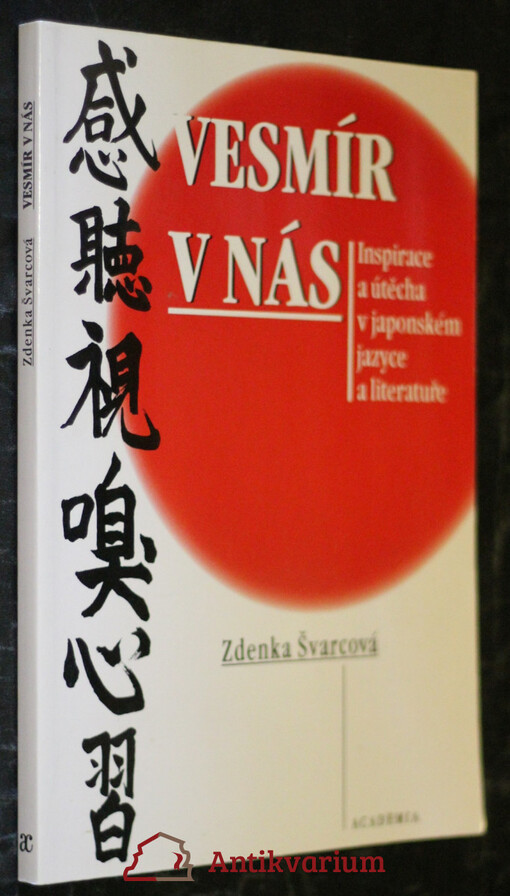 VESMÍR V NÁS
Zdenka Švarcová
æ
感聽視嗅心習
VESMÍR
V NÁS
Inspirace
a útěcha
v japonském
jazyce
a literatuře
Zdenka Švarcová
ACADEMIA
Antikvarium